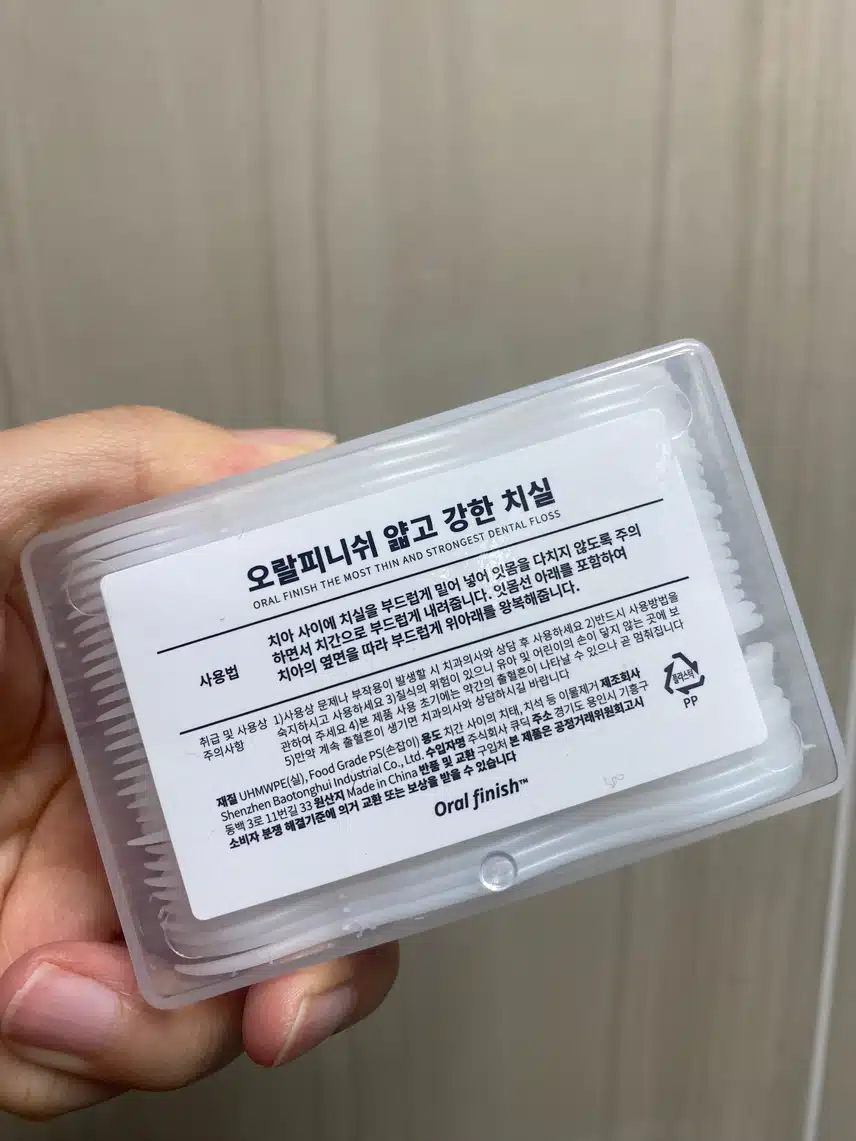 오랄피니쉬 얇고 강한 치실
ORAL FINISH THE MOST THIN AND STRONGEST DENTAL FLOSS
사용법
치아 사이에 치실을 부드럽게 밀어 넣어 잇몸을 다치지 않도록 주의
하면서 치간으로 부드럽게 내려줍니다. 잇몸선 아래를 포함하여
치아의 옆면을 따라 부드럽게 위아래를 왕복해줍니다.
취급 및 사용상
주의사항
1)사용상 문제나 부작용이 발생할 시 치과의사와 상담 후 사용하세요 2)반드시 사용방법을
숙지하시고 사용하세요 3)질식의 위험이 있으니 유아 및 어린이의 손이 닿지 않는 곳에 보
관하여 주세요 4)본 제품 사용 초기에는 약간의 출혈흔이 나타날 수 있으나 곧 멈춰집니다
5)만약 계속 출혈흔이 생기면 치과의사와 상담하시길 바랍니다
재질 UHMWPE(실), Food Grade PS(손잡이) 용도 치간 사이의 치태, 치석 등 이물제거 제조회사
Shenzhen Baotonghui Industrial Co., Ltd. 수입자명 주식회사 큐딕 주소 경기도 용인시 기흥구
동백 3로 11번길 33 원산지 Made in China 반품 및 교환 구입처 본 제품은 공정거래위원회고시
소비자 분쟁 해결기준에 의거 교환 또는 보상을 받을 수 있습니다
플라스틱
PP
Oral finish™